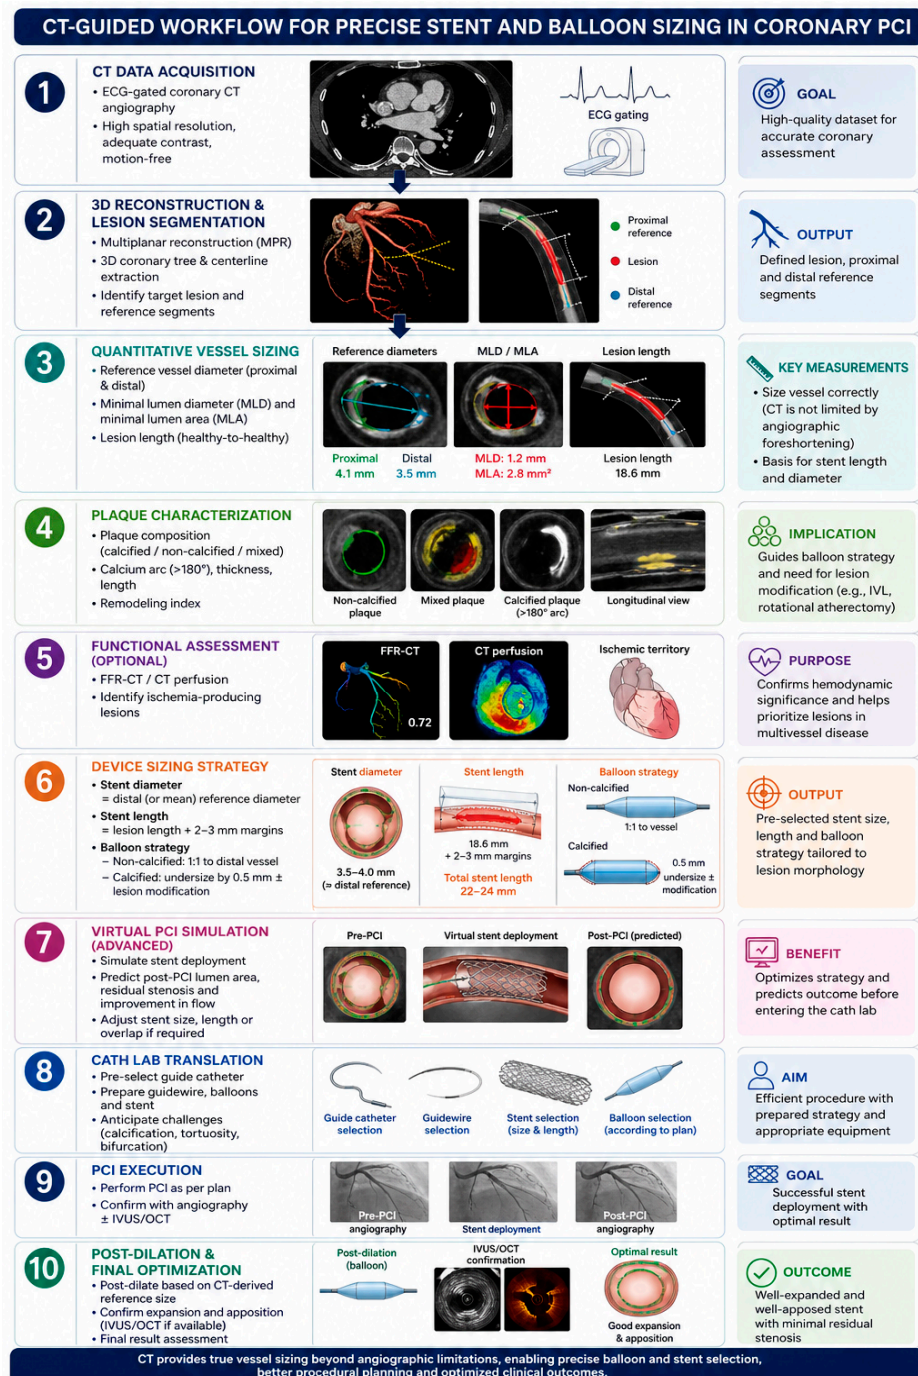 CT-GUIDED WORKFLOW FOR PRECISE STENT AND BALLOON SIZING IN CORONARY PCI
1
CT DATA ACQUISITION
• ECG-gated coronary CT
angiography
• High spatial resolution,
adequate contrast,
motion-free
ECG gating
GOAL
High-quality dataset for
accurate coronary
assessment
2
3D RECONSTRUCTION &
LESION SEGMENTATION
• Multiplanar reconstruction (MPR)
• 3D coronary tree & centerline
extraction
• Identify target lesion and
reference segments
Proximal
reference
Lesion
Distal
reference
OUTPUT
Defined lesion, proximal
and distal reference
segments
3
QUANTITATIVE VESSEL SIZING
• Reference vessel diameter (proximal
& distal)
• Minimal lumen diameter (MLD) and
minimal lumen area (MLA)
• Lesion length (healthy-to-healthy)
Reference diameters
Proximal
4.1 mm
Distal
3.5 mm
MLD / MLA
MLD: 1.2 mm
MLA: 2.8 mm²
Lesion length
Lesion length
18.6 mm
KEY MEASUREMENTS
• Size vessel correctly
(CT is not limited by
angiographic
foreshortening)
• Basis for stent length
and diameter
4
PLAQUE CHARACTERIZATION
• Plaque composition
(calcified / non-calcified / mixed)
• Calcium arc (>180°), thickness,
length
• Remodeling index
Non-calcified
plaque
Mixed plaque
Calcified plaque
(>180° arc)
Longitudinal view
IMPLICATION
Guides balloon strategy
and need for lesion
modification (e.g., IVL,
rotational atherectomy)
5
FUNCTIONAL ASSESSMENT
(OPTIONAL)
• FFR-CT / CT perfusion
• Identify ischemia-producing
lesions
FFR-CT
0.72
CT perfusion
Ischemic territory
PURPOSE
Confirms hemodynamic
significance and helps
prioritize lesions in
multivessel disease
6
DEVICE SIZING STRATEGY
• Stent diameter
= distal (or mean) reference diameter
• Stent length
= lesion length + 2–3 mm margins
• Balloon strategy
– Non-calcified: 1:1 to distal vessel
– Calcified: undersize by 0.5 mm ±
lesion modification
Stent diameter
3.5–4.0 mm
(≈ distal reference)
Stent length
18.6 mm
+ 2–3 mm margins
Total stent length
22–24 mm
Balloon strategy
Non-calcified
1:1 to vessel
Calcified
0.5 mm
undersize ±
modification
OUTPUT
Pre-selected stent size,
length and balloon
strategy tailored to
lesion morphology
7
VIRTUAL PCI SIMULATION
(ADVANCED)
• Simulate stent deployment
• Predict post-PCI lumen area,
residual stenosis and
improvement in flow
• Adjust stent size, length or
overlap if required
Pre-PCI
Virtual stent deployment
Post-PCI (predicted)
BENEFIT
Optimizes strategy and
predicts outcome before
entering the cath lab
8
CATH LAB TRANSLATION
• Pre-select guide catheter
• Prepare guidewire, balloons
and stent
• Anticipate challenges
(calcification, tortuosity,
bifurcation)
Guide catheter
selection
Guidewire
selection
Stent selection
(size & length)
Balloon selection
(according to plan)
AIM
Efficient procedure with
prepared strategy and
appropriate equipment
9
PCI EXECUTION
• Perform PCI as per plan
• Confirm with angiography
± IVUS/OCT
Pre-PCI
angiography
Stent deployment
Post-PCI
angiography
GOAL
Successful stent
deployment with
optimal result
10
POST-DILATION &
FINAL OPTIMIZATION
• Post-dilate based on CT-derived
reference size
• Confirm expansion and apposition
(IVUS/OCT if available)
• Final result assessment
Post-dilation
(balloon)
IVUS/OCT
confirmation
Optimal result
Good expansion
& apposition
OUTCOME
Well-expanded and
well-apposed stent
with minimal residual
stenosis
CT provides true vessel sizing beyond angiographic limitations, enabling precise balloon and stent selection,
better procedural planning and optimized clinical outcomes.